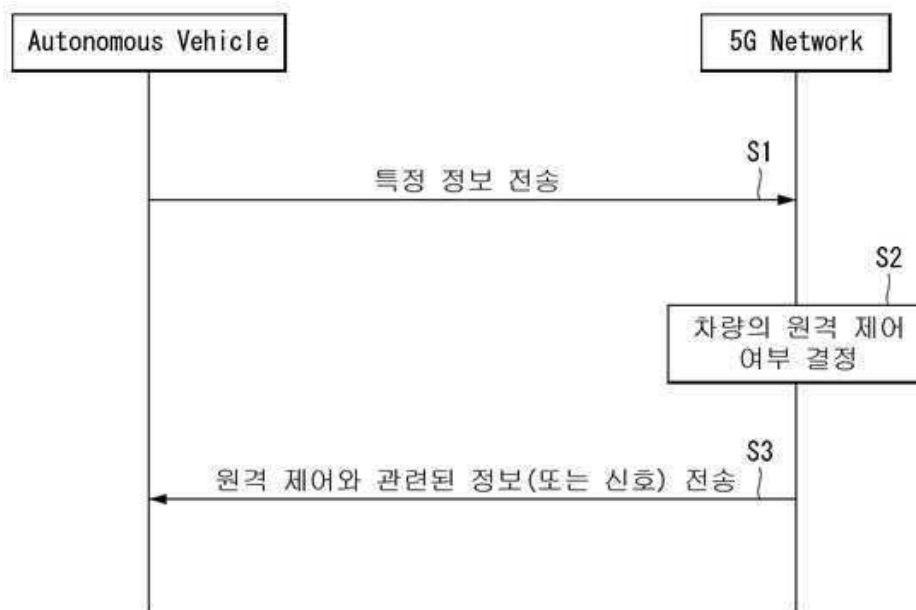 Autonomous Vehicle
5G Network
S1
특정 정보 전송
S2
차량의 원격 제어
여부 결정
S3
원격 제어와 관련된 정보(또는 신호) 전송